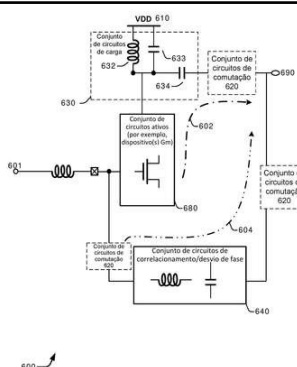 VDD 610
Conjunto
de circuitos
de carga
632
633
634
630
Conjunto de
circuitos de
comutação
620
690
602
Conjunto de
circuitos ativos
(por exemplo,
dispositivo(s) Gm)
680
601
Conjunto de
circuitos de
comutação
620
604
Conjunto de
circuitos de
comutação
620
Conjunto de circuitos de
correlacionamento/desvio de fase
640
600